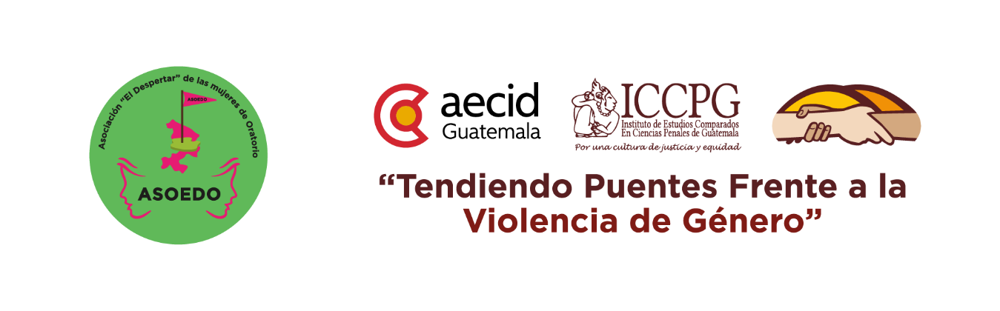 Asociación “El Despertar” de las mujeres de Oratorio
ASOEDO
ASOEDO
aecid
Guatemala
ICCPG
Instituto de Estudios Comparados
En Ciencias Penales de Guatemala
Por una cultura de justicia y equidad
“Tendiendo Puentes Frente a la
Violencia de Género”